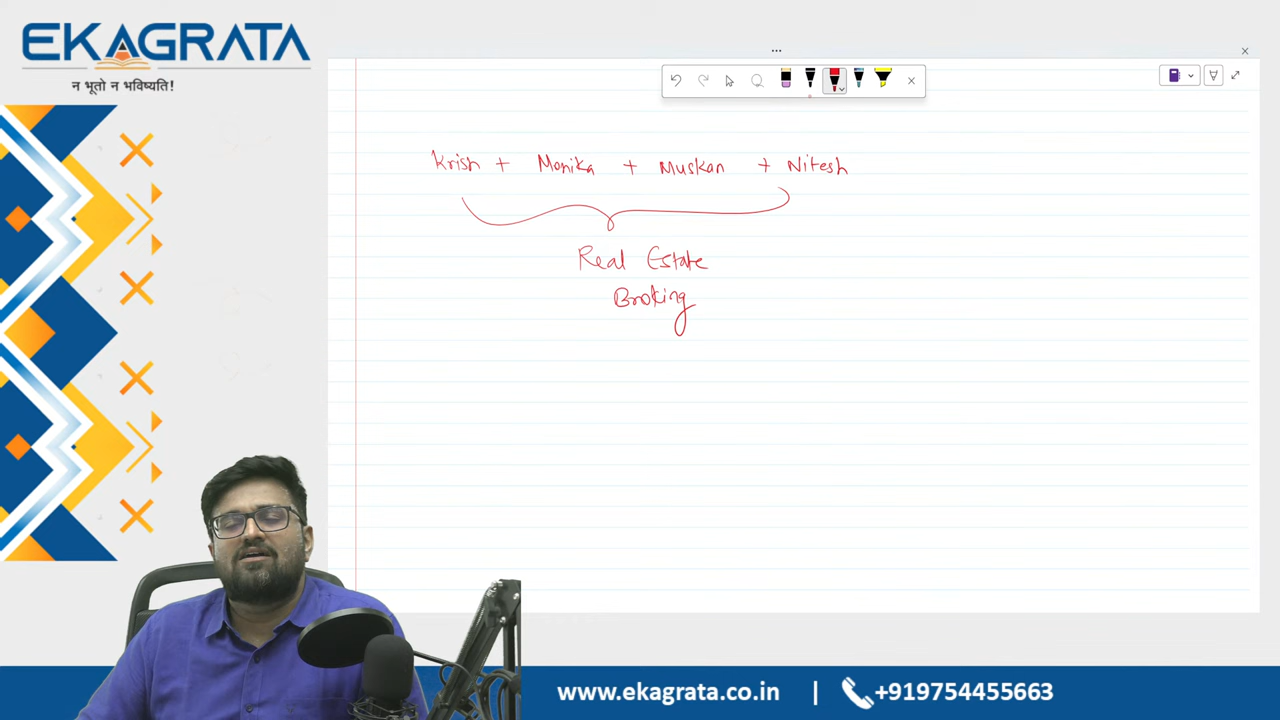 EKAGRATA
न भूतो न भविष्यति!
Krish + Monika + Muskan + Nitesh
Real Estate
Broking
www.ekagrata.co.in | +919754455663